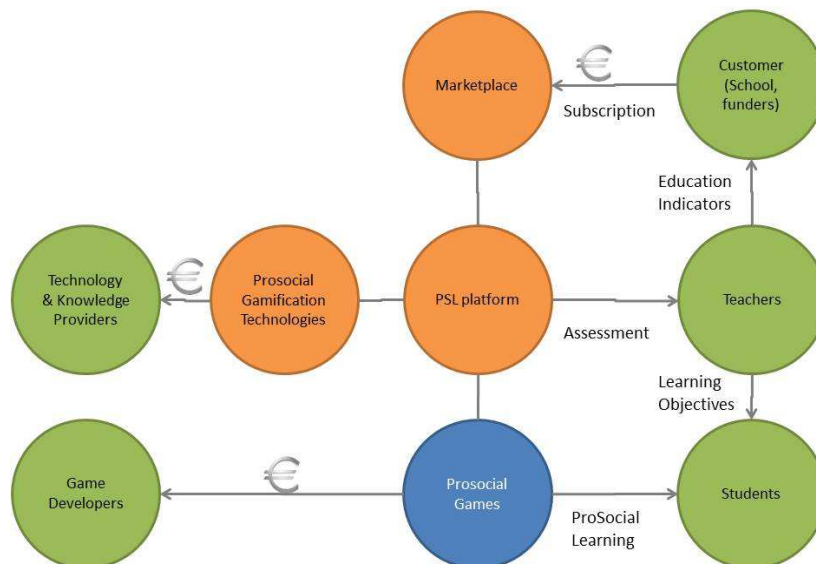 Marketplace
€
Subscription
Customer
(School,
funders)
Education
Indicators
Technology
& Knowledge
Providers
€
Prosocial
Gamification
Technologies
PSL platform
Assessment
Teachers
Learning
Objectives
Game
Developers
€
Prosocial
Games
ProSocial
Learning
Students